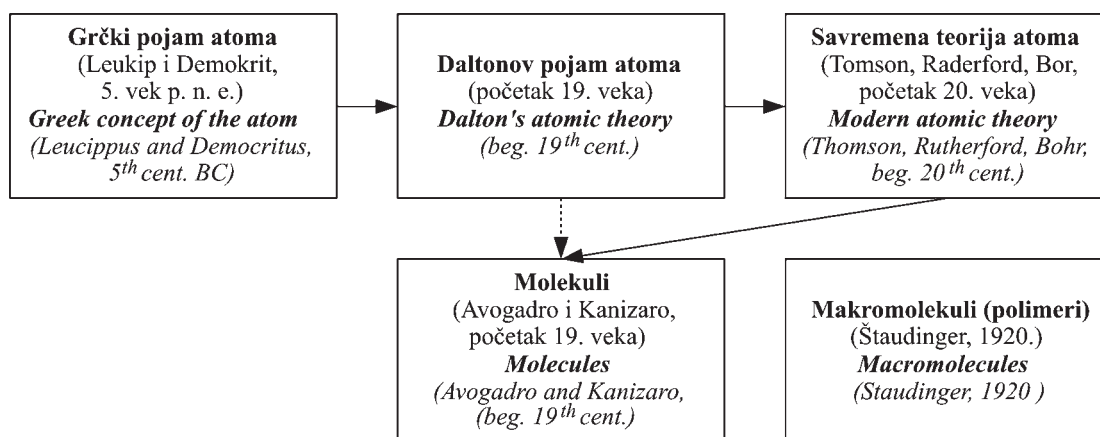 Grčki pojam atoma
(Leukip i Demokrit,
5. vek p. n. e.)
Greek concept of the atom
(Leucippus and Democritus,
5th cent. BC)
Daltonov pojam atoma
(početak 19. veka)
Dalton's atomic theory
(beg. 19th cent.)
Savremena teorija atoma
(Tomson, Raderford, Bor,
početak 20. veka)
Modern atomic theory
(Thomson, Rutherford, Bohr,
beg. 20th cent.)
Molekuli
(Avogadro i Kanizaro,
početak 19. veka)
Molecules
(Avogadro and Kanizaro,
(beg. 19th cent.)
Makromolekuli (polimeri)
(Štaudinger, 1920.)
Macromolecules
(Staudinger, 1920 )